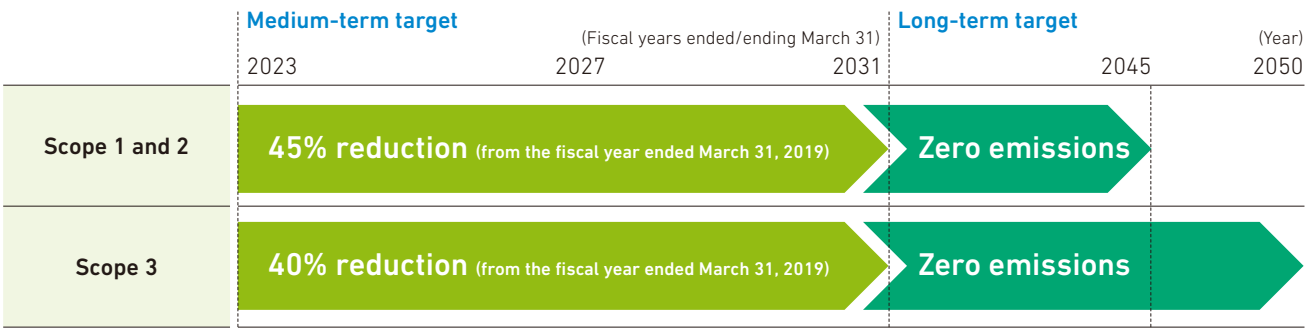 Medium-term target
Long-term target
(Fiscal years ended/ending March 31)
(Year)
2023 2027 2031 2045 2050
Scope 1 and 2
45% reduction (from the fiscal year ended March 31, 2019)
Zero emissions
Scope 3
40% reduction (from the fiscal year ended March 31, 2019)
Zero emissions